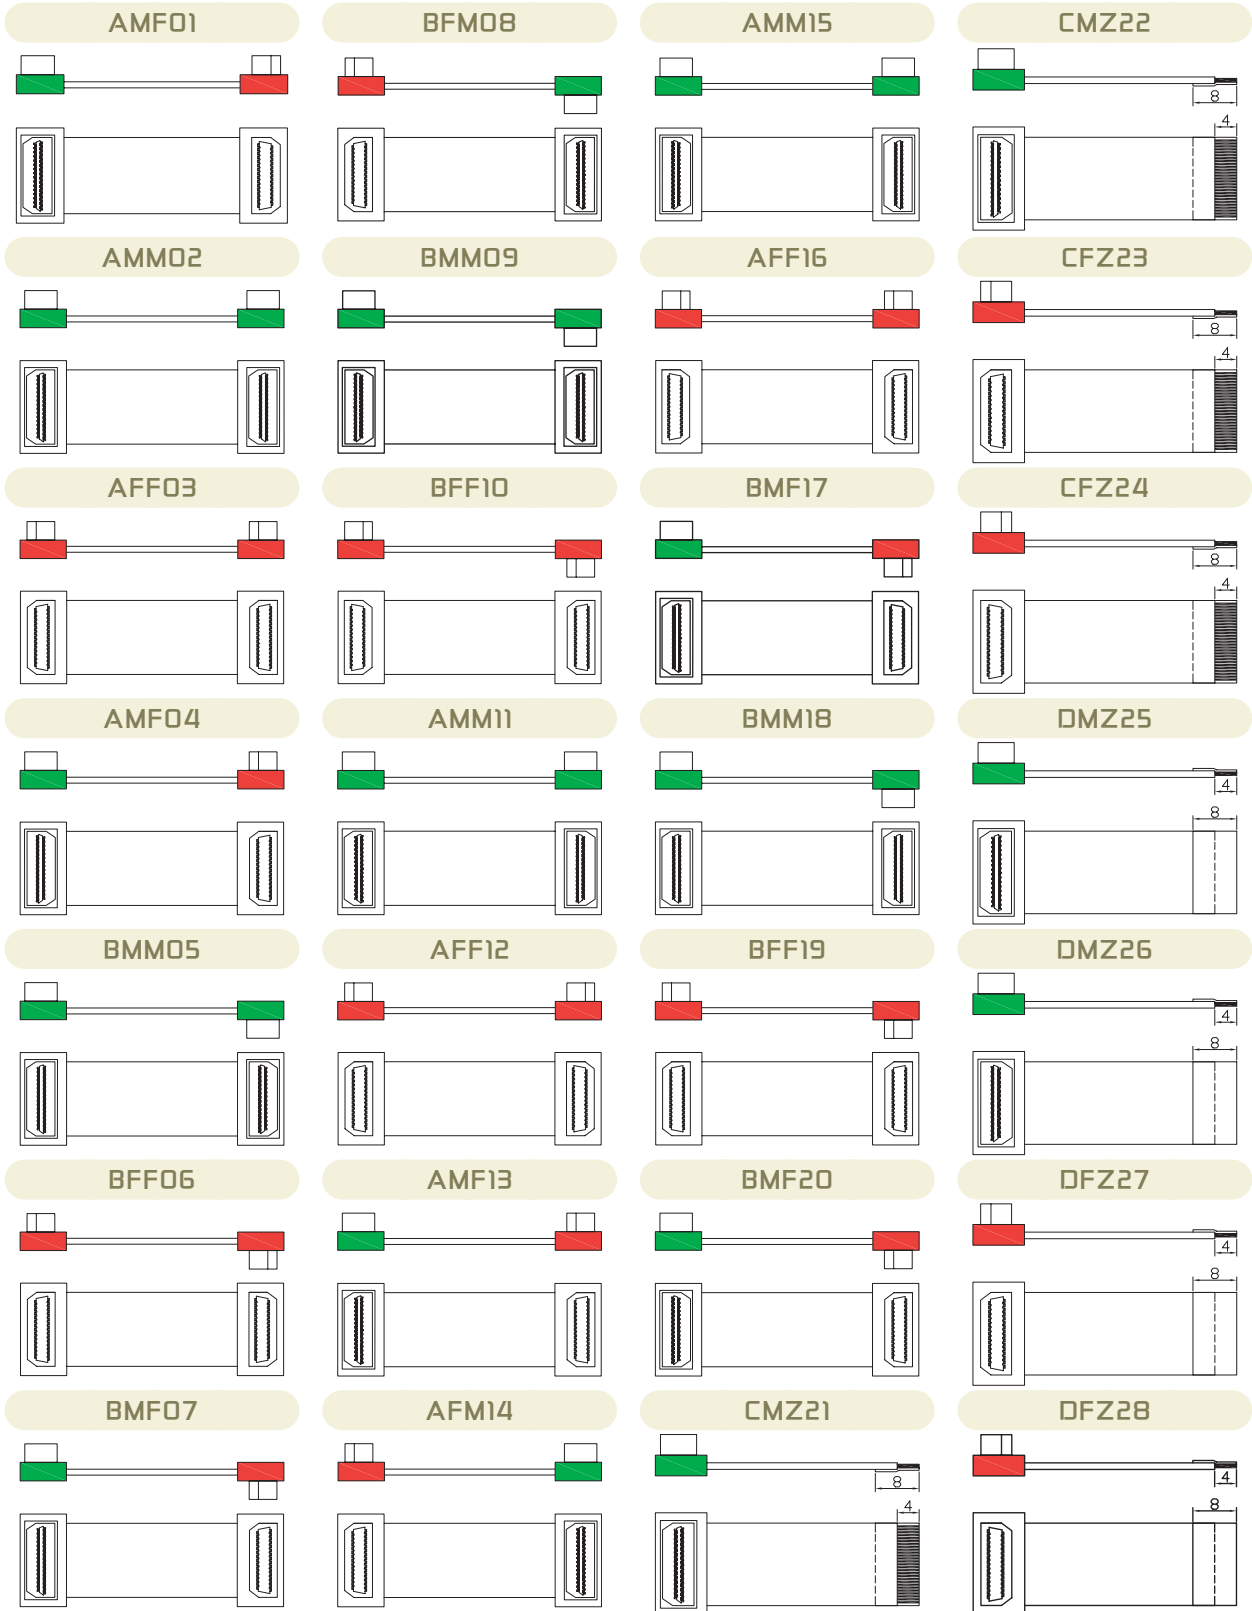 AMF01 BFM08 AMM15 CMZ22
8
4
AMM02 BMM09 AFF16 CFZ23
8
4
AFF03 BFF10 BMF17 CFZ24
8
4
AMF04 AMM11 BMM18 DMZ25
4
8
BMM05 AFF12 BFF19 DMZ26
4
8
BFF06 AMF13 BMF20 DFZ27
4
8
BMF07 AFM14 CMZ21 DFZ28
8 4
4 8